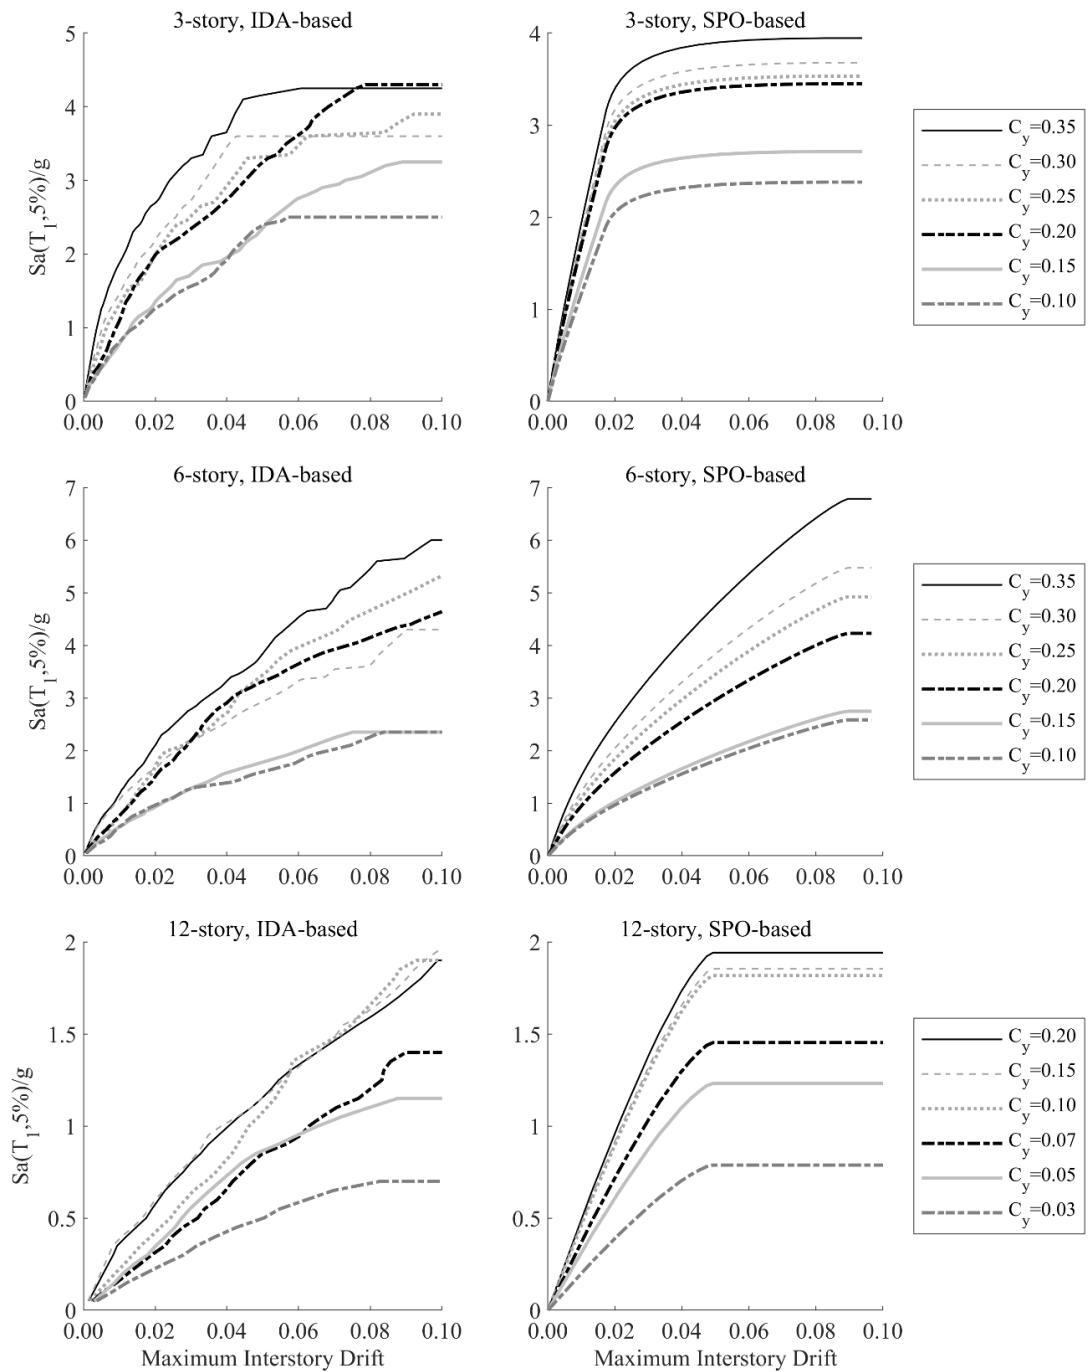 3-story, IDA-based
5
4
3
2
1
0
0.00 0.02 0.04 0.06 0.08 0.10
Sa(T1,5%)/g
3-story, SPO-based
4
3
2
1
0
0.00 0.02 0.04 0.06 0.08 0.10
Cy=0.35
Cy=0.30
Cy=0.25
Cy=0.20
Cy=0.15
Cy=0.10
6-story, IDA-based
7
6
5
4
3
2
1
0
0.00 0.02 0.04 0.06 0.08 0.10
Sa(T1,5%)/g
6-story, SPO-based
7
6
5
4
3
2
1
0
0.00 0.02 0.04 0.06 0.08 0.10
Cy=0.35
Cy=0.30
Cy=0.25
Cy=0.20
Cy=0.15
Cy=0.10
12-story, IDA-based
2
1.5
1
0.5
0
0.00 0.02 0.04 0.06 0.08 0.10
Sa(T1,5%)/g
Maximum Interstory Drift
12-story, SPO-based
2
1.5
1
0.5
0
0.00 0.02 0.04 0.06 0.08 0.10
Maximum Interstory Drift
Cy=0.20
Cy=0.15
Cy=0.10
Cy=0.07
Cy=0.05
Cy=0.03